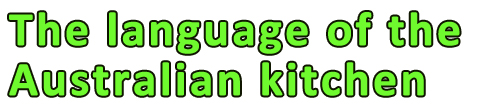 The language of the
Australian kitchen